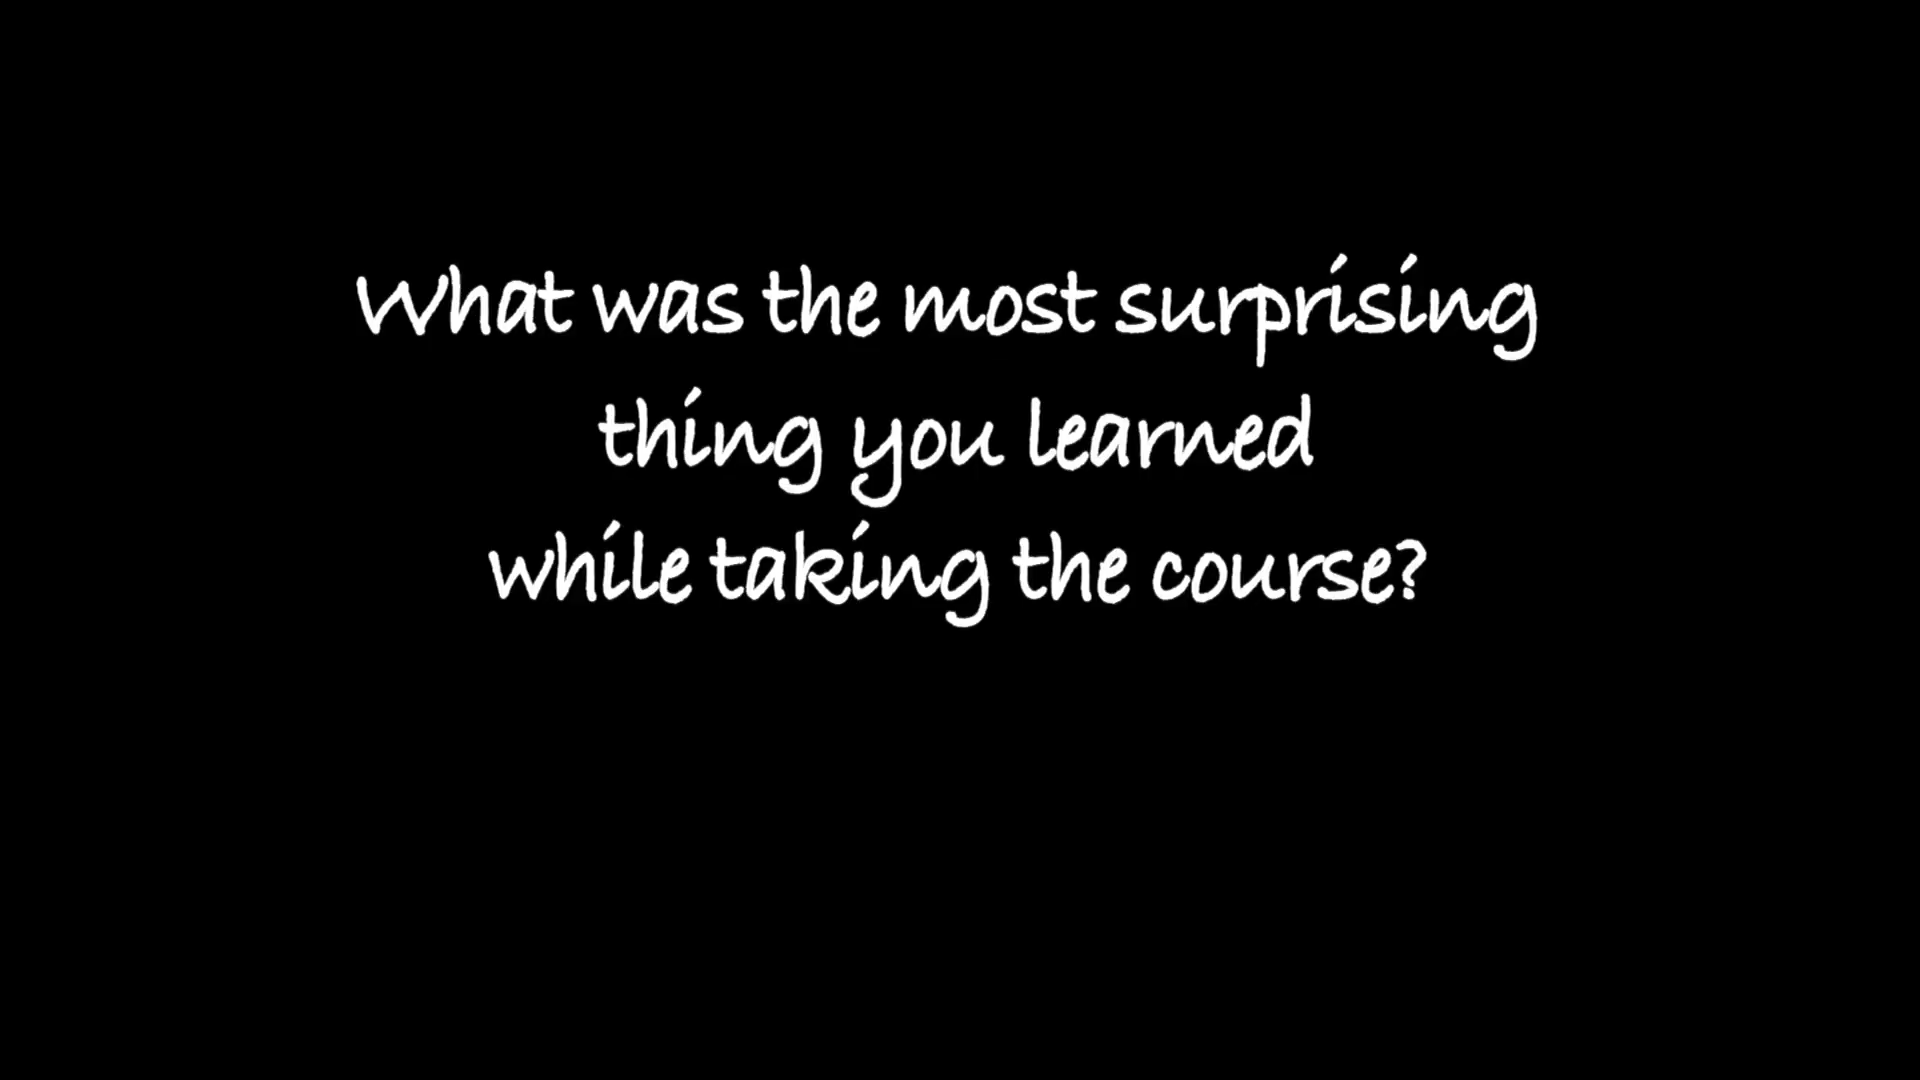 What was the most surprising
thing you learned
while taking the course?